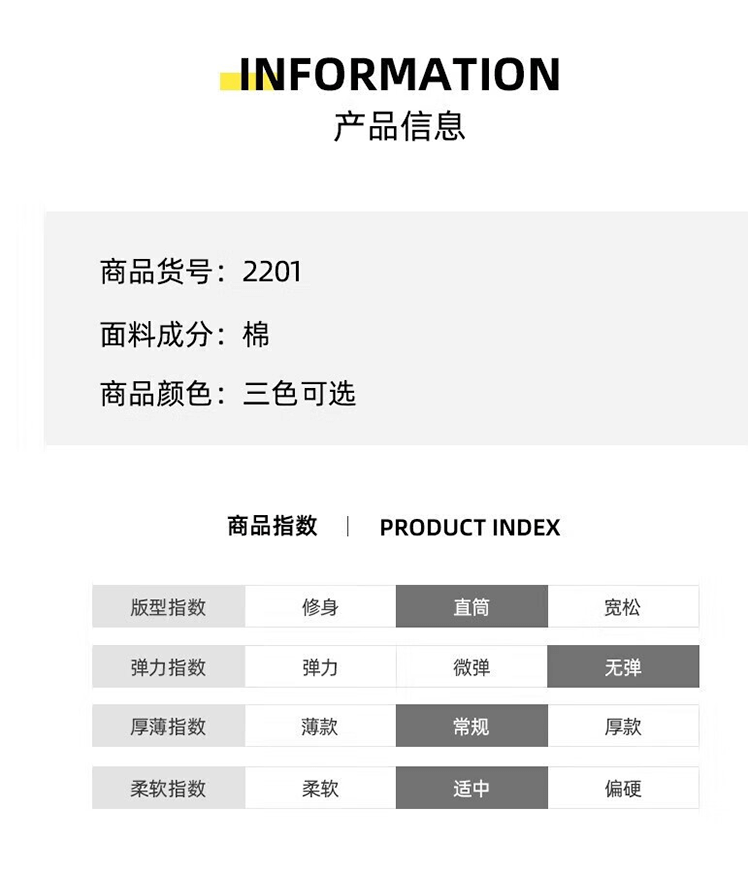 INFORMATION
产品信息
商品货号：2201
面料成分：棉
商品颜色：三色可选
商品指数 | PRODUCT INDEX
版型指数 修身 直筒 宽松
弹力指数 弹力 微弹 无弹
厚薄指数 薄款 常规 厚款
柔软指数 柔软 适中 偏硬